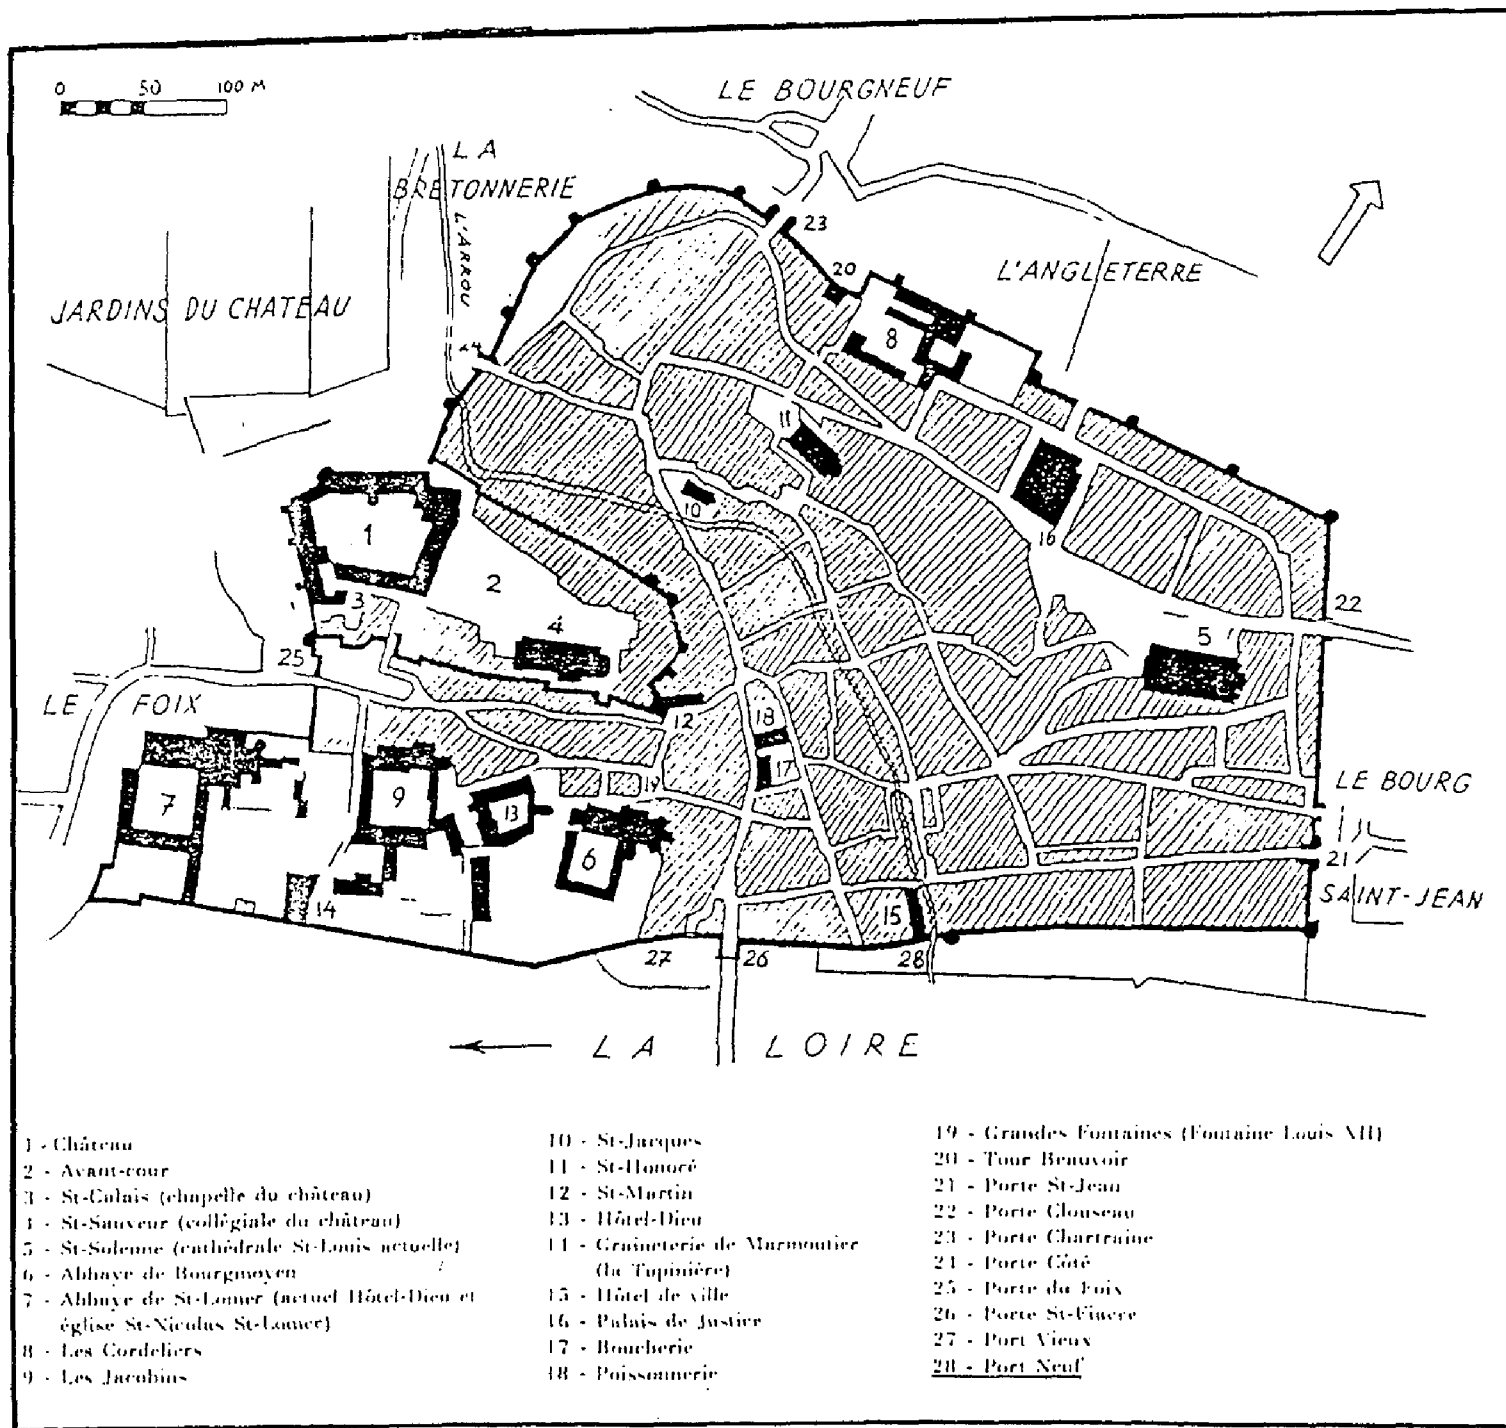 0 50 100 M
LE BOURGNEUF
LA
BRETONNERIE
L'ARROU
23
20
L'ANGLETERRE
JARDINS DU CHATEAU
24
8
11
10
16
1
2
3
4
5
22
25
LE FOIX
12
18
17
19
7
9
13
6
LE BOURG
21
SAINT-JEAN
14
15
27
26
28
LA LOIRE
1 - Château
2 - Avant-cour
3 - St-Calais (chapelle du château)
4 - St-Sauveur (collégiale du château)
5 - St-Solenne (cathédrale St-Louis actuelle)
6 - Abbaye de Bourgmoyen
7 - Abbaye de St-Lomer (actuel Hôtel-Dieu et
église St-Nicolas St-Lomer)
8 - Les Cordeliers
9 - Les Jacobins
10 - St-Jacques
11 - St-Honoré
12 - St-Martin
13 - Hôtel-Dieu
14 - Graineterie de Marmoutier
(la Tupinière)
15 - Hôtel de ville
16 - Palais de Justice
17 - Boucherie
18 - Poissonnerie
19 - Grandes Fontaines (Fontaine Louis XII)
20 - Tour Beauvoir
21 - Porte St-Jean
22 - Porte Clouseau
23 - Porte Chartraine
24 - Porte Côté
25 - Porte du Foix
26 - Porte St-Fiacre
27 - Port Vieux
28 - Port Neuf